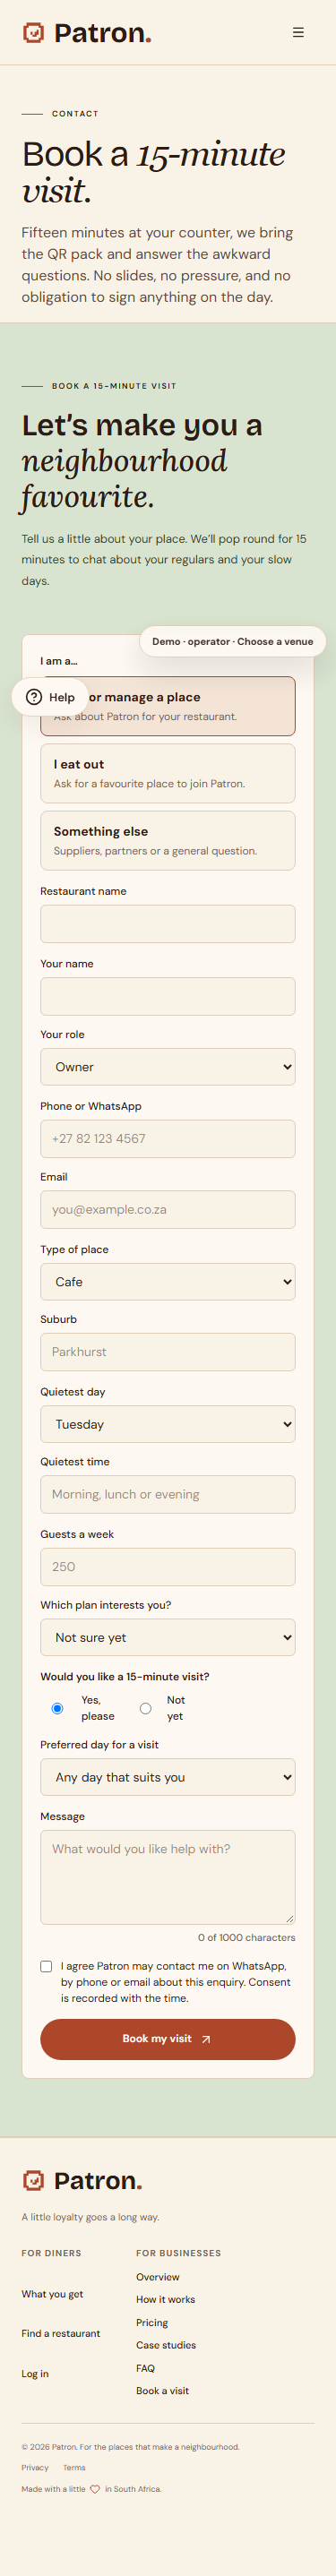 Patron.
CONTACT
Book a 15-minute
visit.
Fifteen minutes at your counter, we bring
the QR pack and answer the awkward
questions. No slides, no pressure, and no
obligation to sign anything on the day.
BOOK A 15-MINUTE VISIT
Let's make you a
neighbourhood
favourite.
Tell us a little about your place. We'll pop round for 15
minutes to chat about your regulars and your slow
days.
Demo · operator · Choose a venue
I am a…
Help
or manage a place
Ask about Patron for your restaurant.
I eat out
Ask for a favourite place to join Patron.
Something else
Suppliers, partners or a general question.
Restaurant name
Your name
Your role
Owner
Phone or WhatsApp
+27 82 123 4567
Email
you@example.co.za
Type of place
Cafe
Suburb
Parkhurst
Quietest day
Tuesday
Quietest time
Morning, lunch or evening
Guests a week
250
Which plan interests you?
Not sure yet
Would you like a 15-minute visit?
Yes, please
Not yet
Preferred day for a visit
Any day that suits you
Message
What would you like help with?
0 of 1000 characters
I agree Patron may contact me on WhatsApp,
by phone or email about this enquiry. Consent
is recorded with the time.
Book my visit
Patron.
A little loyalty goes a long way.
FOR DINERS
What you get
Find a restaurant
Log in
FOR BUSINESSES
Overview
How it works
Pricing
Case studies
FAQ
Book a visit
© 2026 Patron. For the places that make a neighbourhood.
Privacy Terms
Made with a little in South Africa.